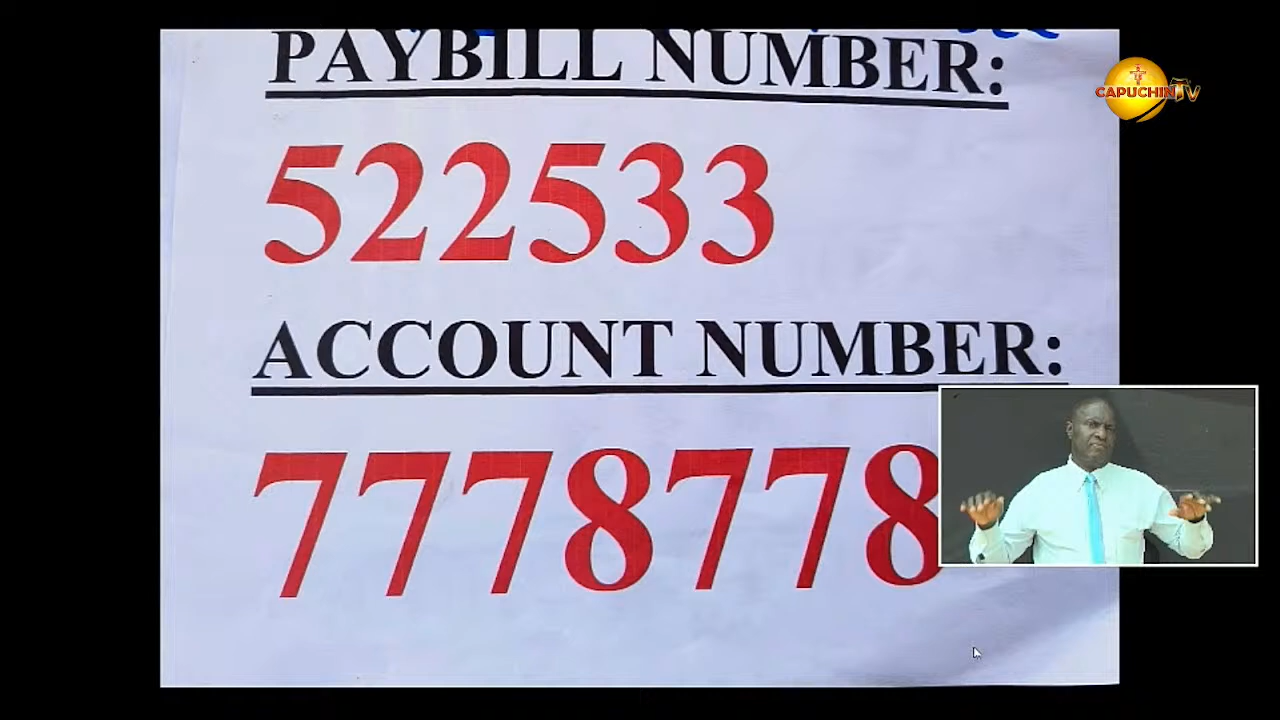 PAYBILL NUMBER:
522533
ACCOUNT NUMBER:
7778778
CAPUCHIN TV